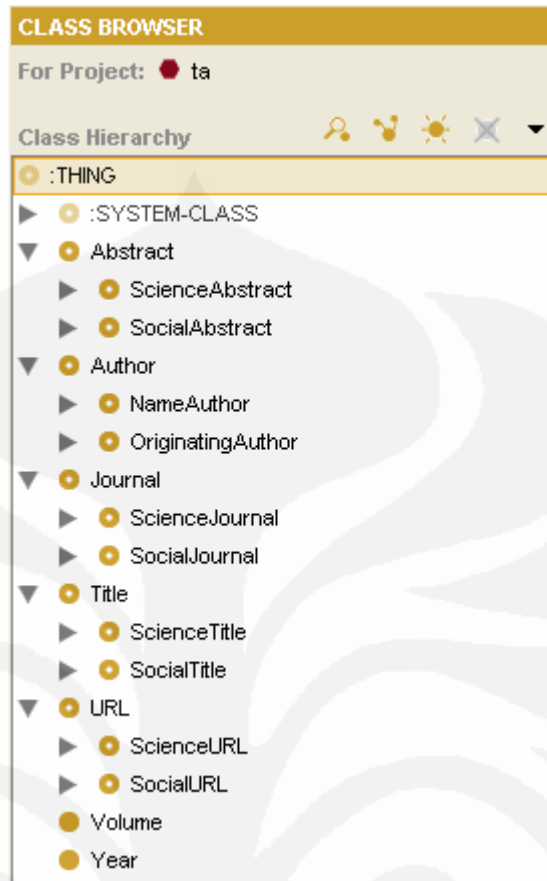 CLASS BROWSER
For Project: ta
Class Hierarchy
:THING
:SYSTEM-CLASS
Abstract
ScienceAbstract
SocialAbstract
Author
NameAuthor
OriginatingAuthor
Journal
ScienceJournal
SocialJournal
Title
ScienceTitle
SocialTitle
URL
ScienceURL
SocialURL
Volume
Year